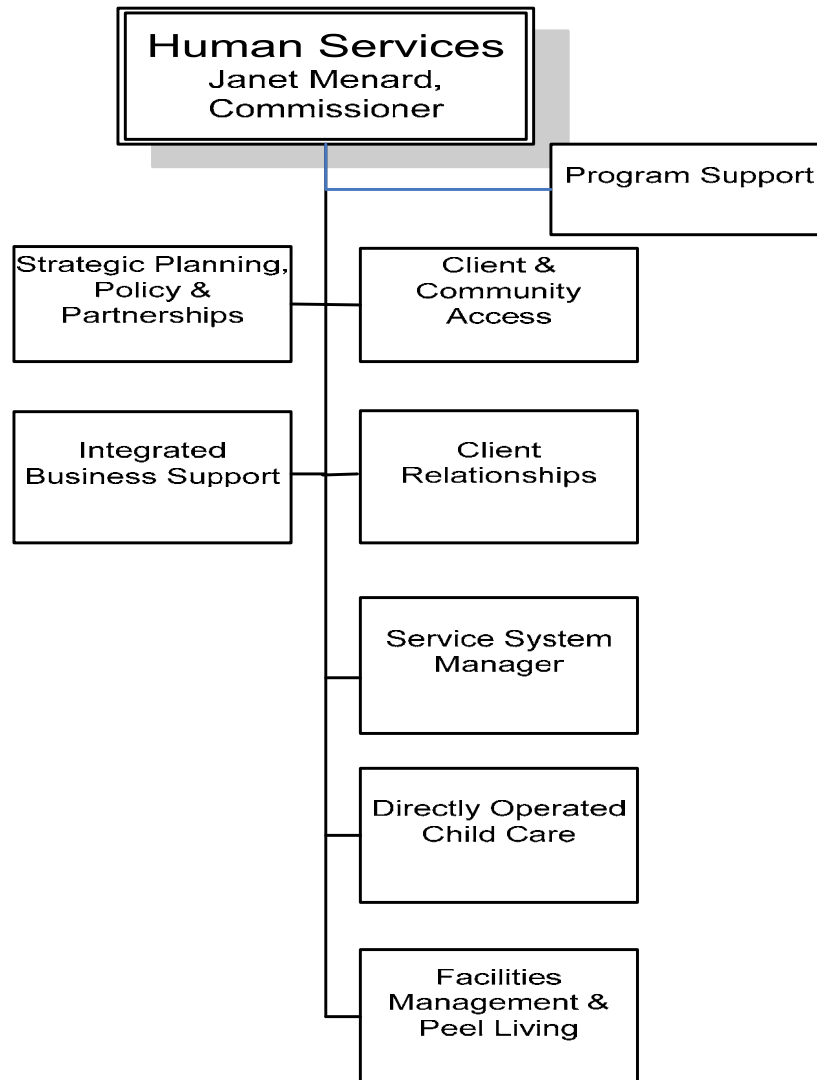 Human Services
Janet Menard,
Commissioner
Program Support
Strategic Planning,
Policy &
Partnerships
Client &
Community
Access
Integrated
Business Support
Client
Relationships
Service System
Manager
Directly Operated
Child Care
Facilities
Management &
Peel Living